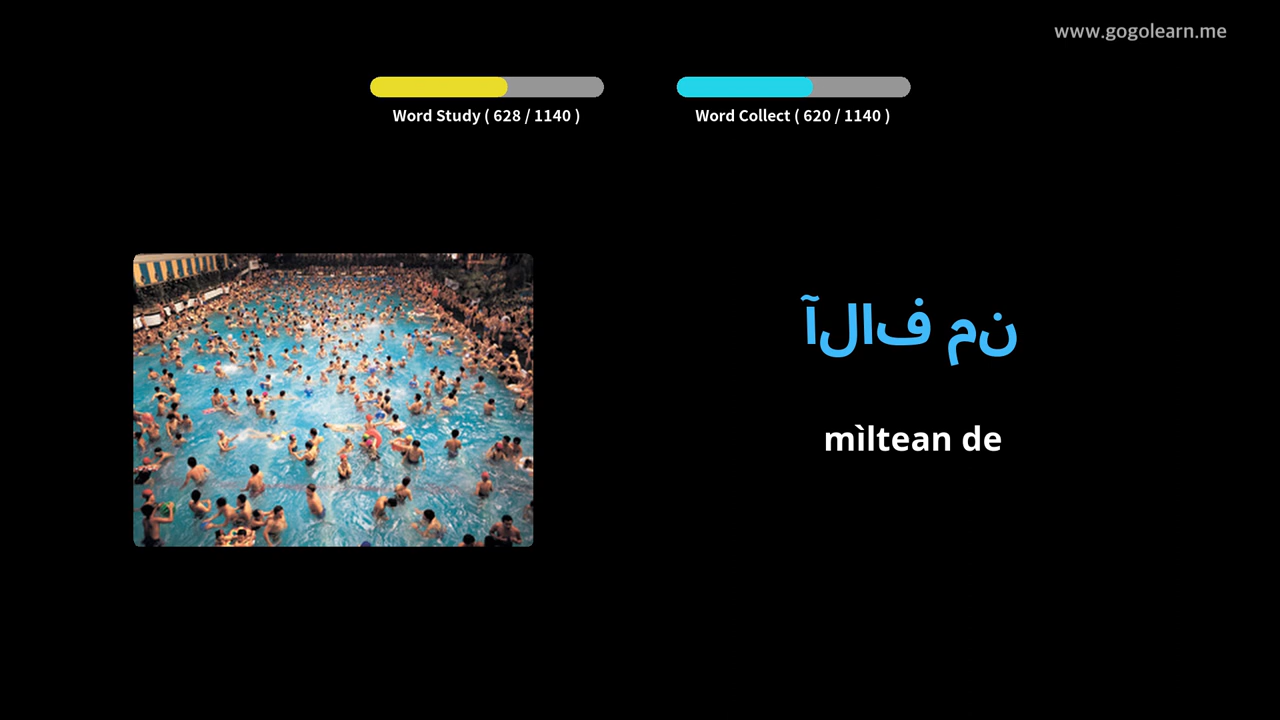 www.gogolearn.me
Word Study ( 628 / 1140 )
Word Collect ( 620 / 1140 )
آلاف من
mìltean de